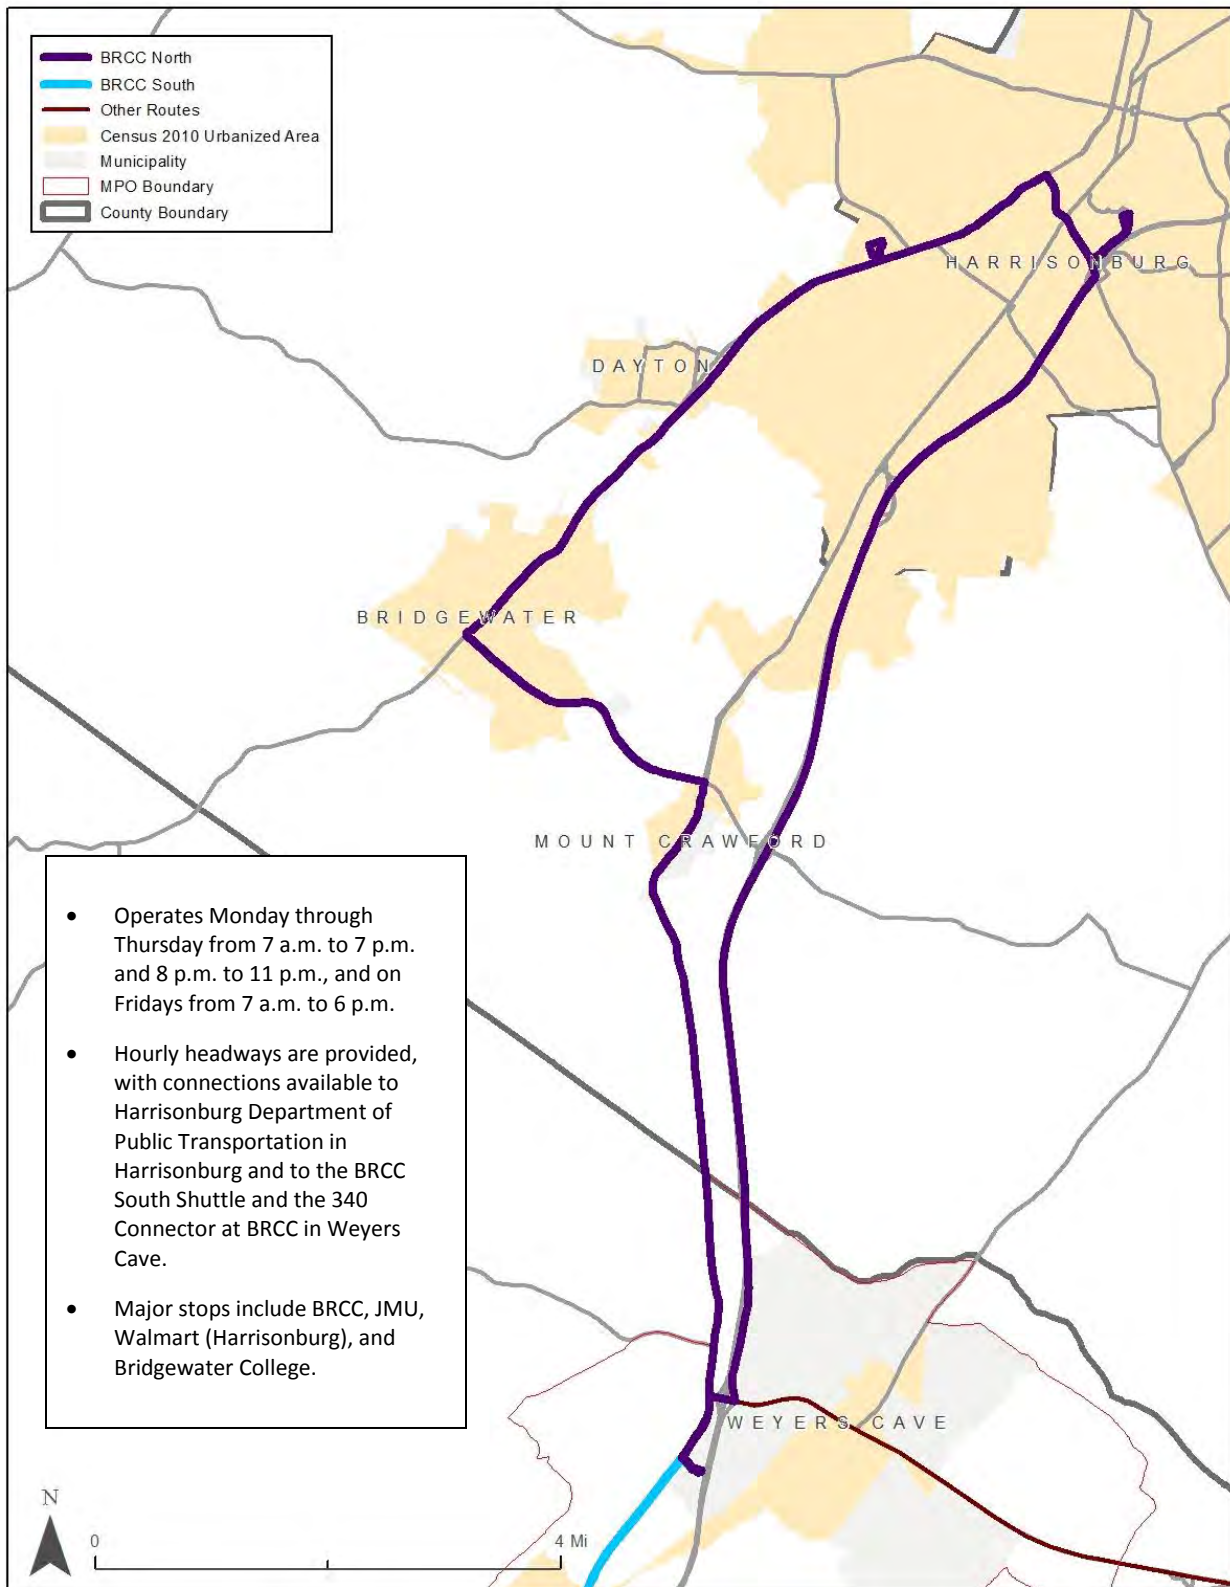 BRCC North
BRCC South
Other Routes
Census 2010 Urbanized Area
Municipality
MPO Boundary
County Boundary
HARRISONBURG
DAYTON
BRIDGEWATER
MOUNT CRAWFORD
• Operates Monday through
Thursday from 7 a.m. to 7 p.m.
and 8 p.m. to 11 p.m., and on
Fridays from 7 a.m. to 6 p.m.
• Hourly headways are provided,
with connections available to
Harrisonburg Department of
Public Transportation in
Harrisonburg and to the BRCC
South Shuttle and the 340
Connector at BRCC in Weyers
Cave.
• Major stops include BRCC, JMU,
Walmart (Harrisonburg), and
Bridgewater College.
WEYERS CAVE
N
0 4 Mi